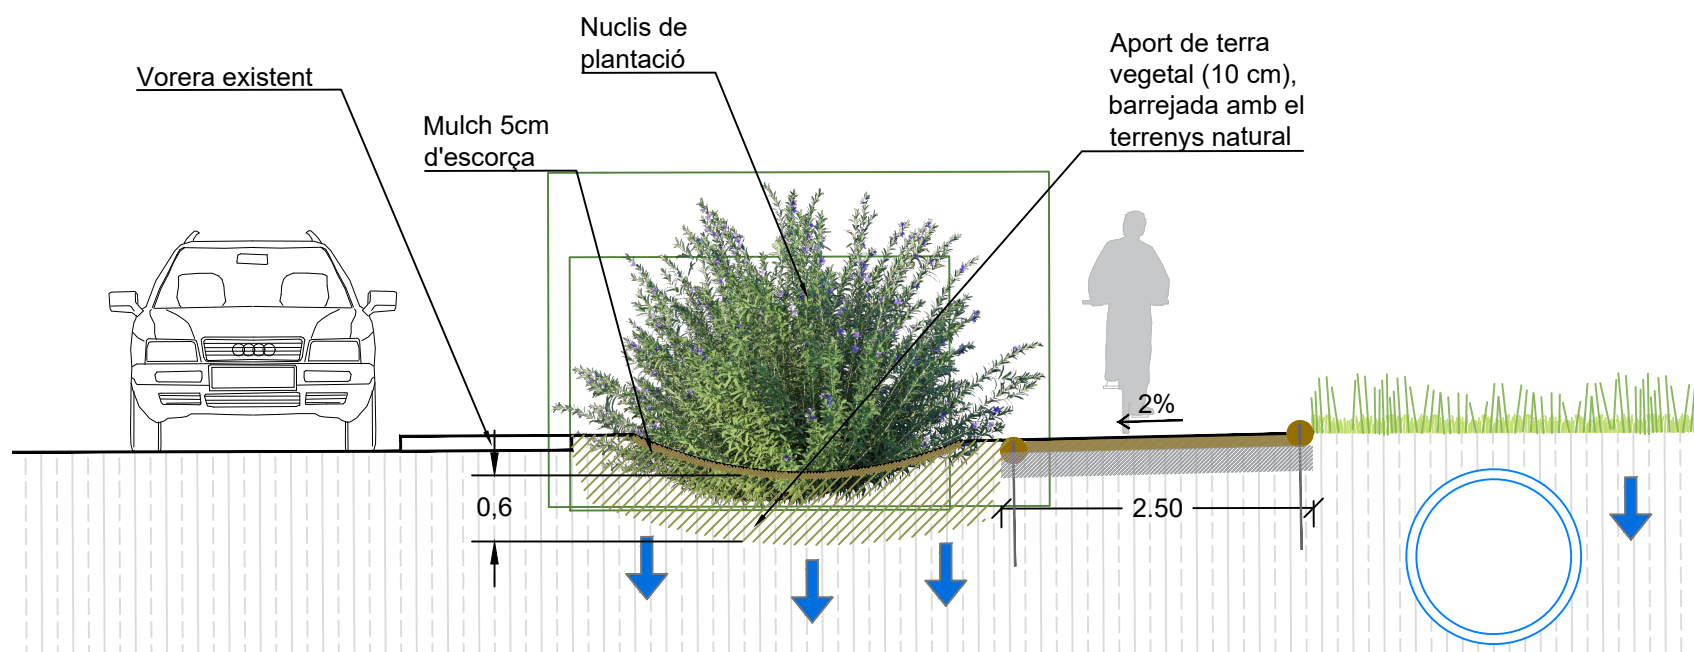 Nuclis de
plantació
Aport de terra
vegetal (10 cm),
barrejada amb el
terrenys natural
Vorera existent
Mulch 5cm
d'escorça
2%
0,6
2.50